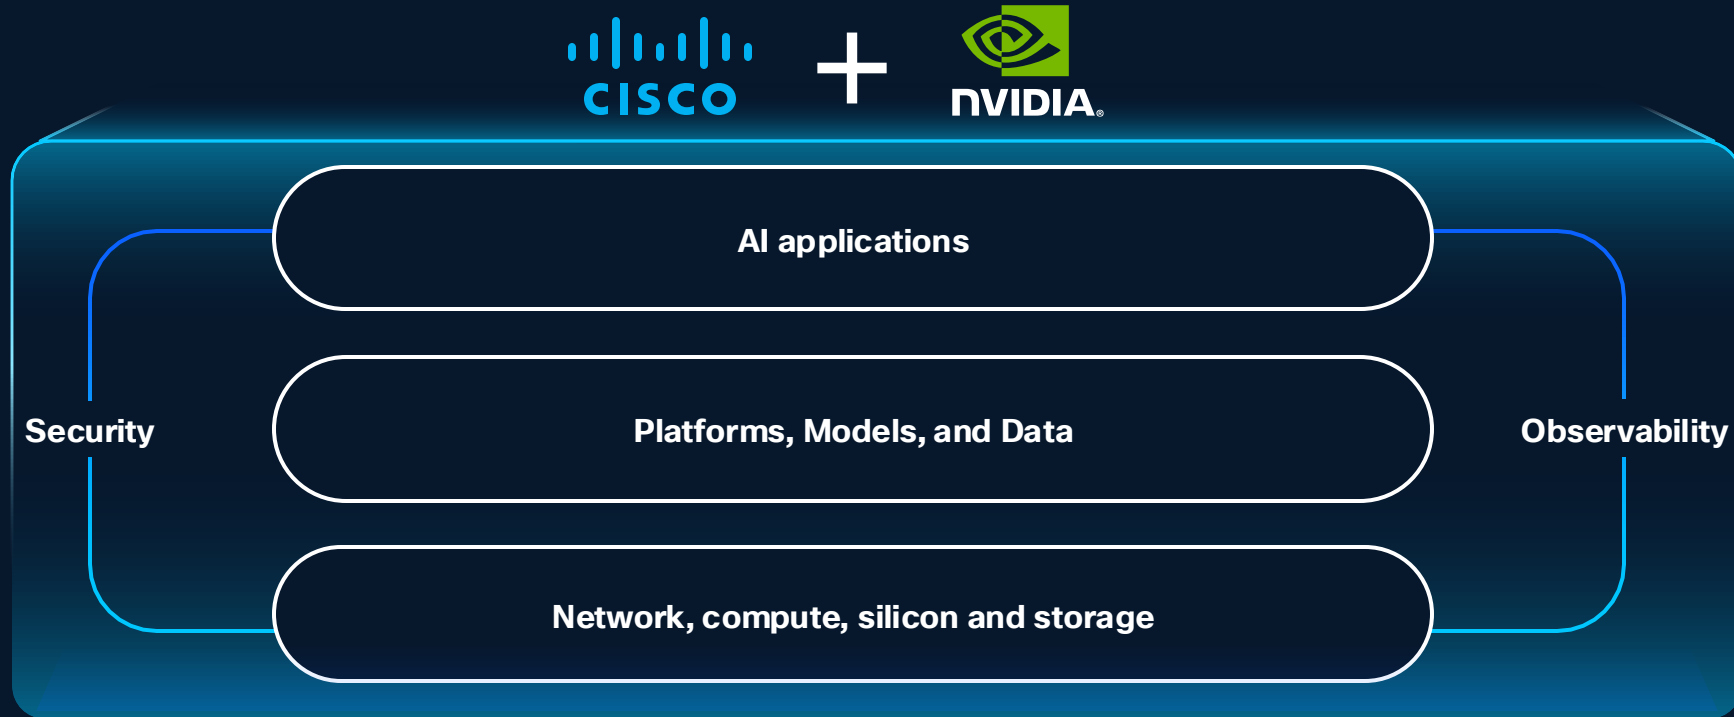 CISCO
+
NVIDIA®
AI applications
Security
Platforms, Models, and Data
Observability
Network, compute, silicon and storage